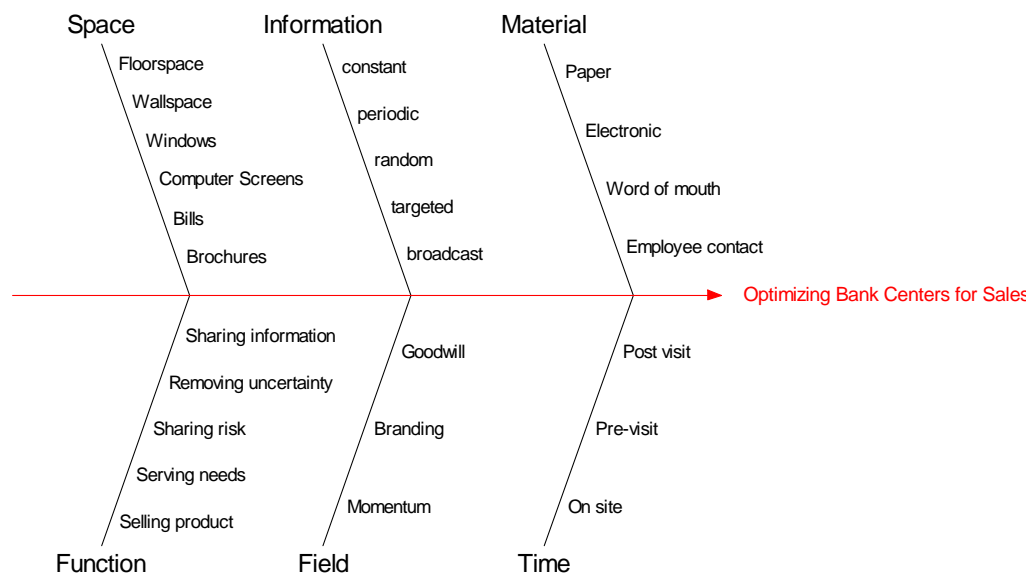 Space
Floorspace
Wallspace
Windows
Computer Screens
Bills
Brochures
Information
constant
periodic
random
targeted
broadcast
Material
Paper
Electronic
Word of mouth
Employee contact
Optimizing Bank Centers for Sales
Sharing information
Removing uncertainty
Sharing risk
Serving needs
Selling product
Function
Goodwill
Branding
Momentum
Field
Post visit
Pre-visit
On site
Time